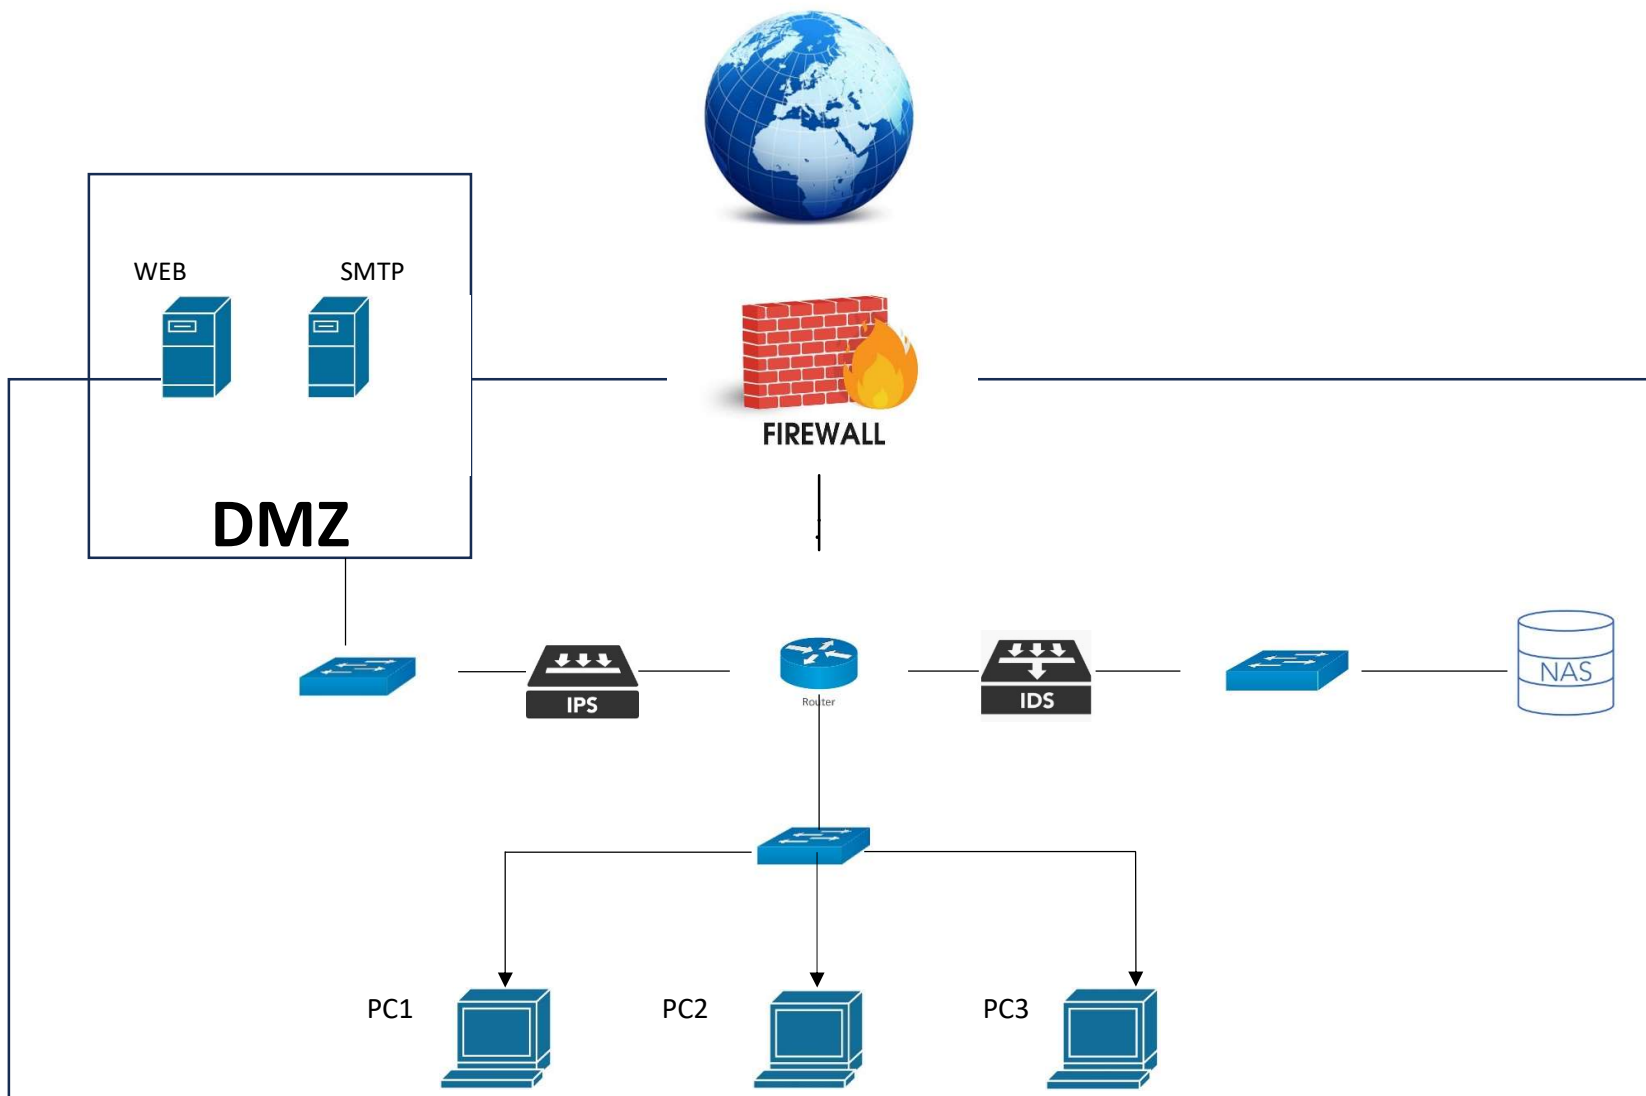 WEB
SMTP
FIREWALL
DMZ
IPS
Router
IDS
NAS
PC1
PC2
PC3